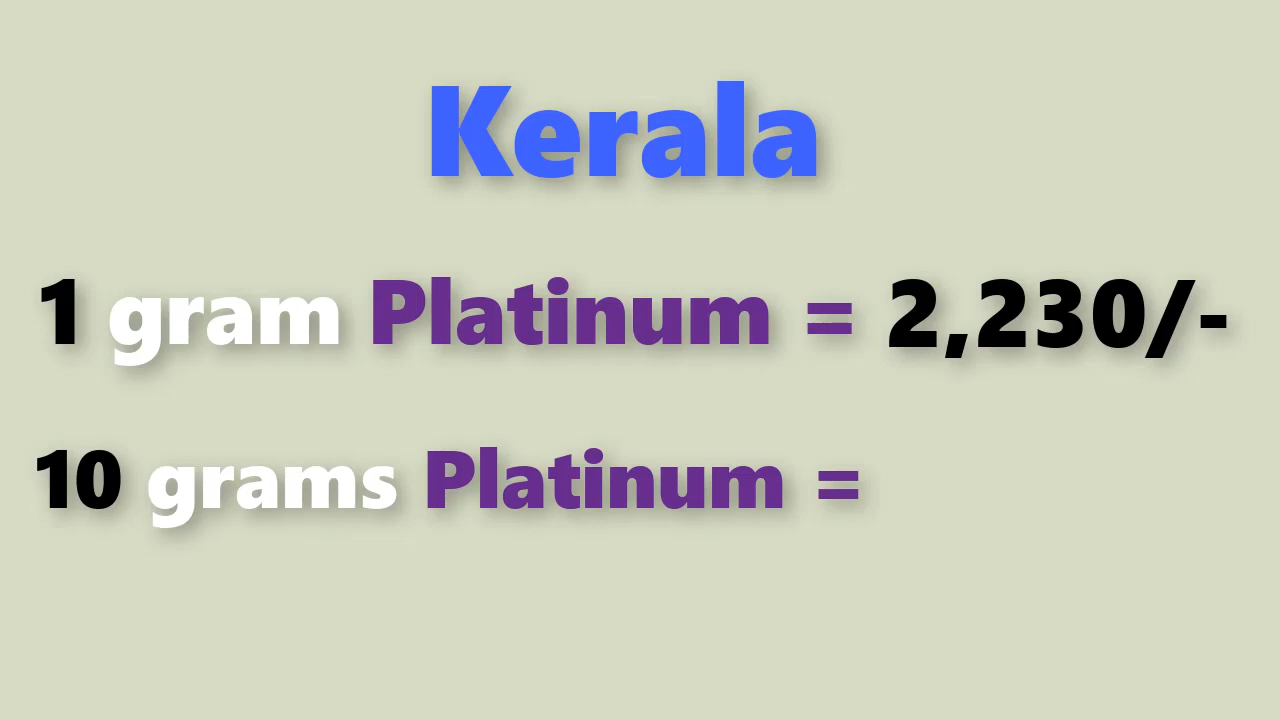 Kerala
1 gram Platinum = 2,230/-
10 grams Platinum =